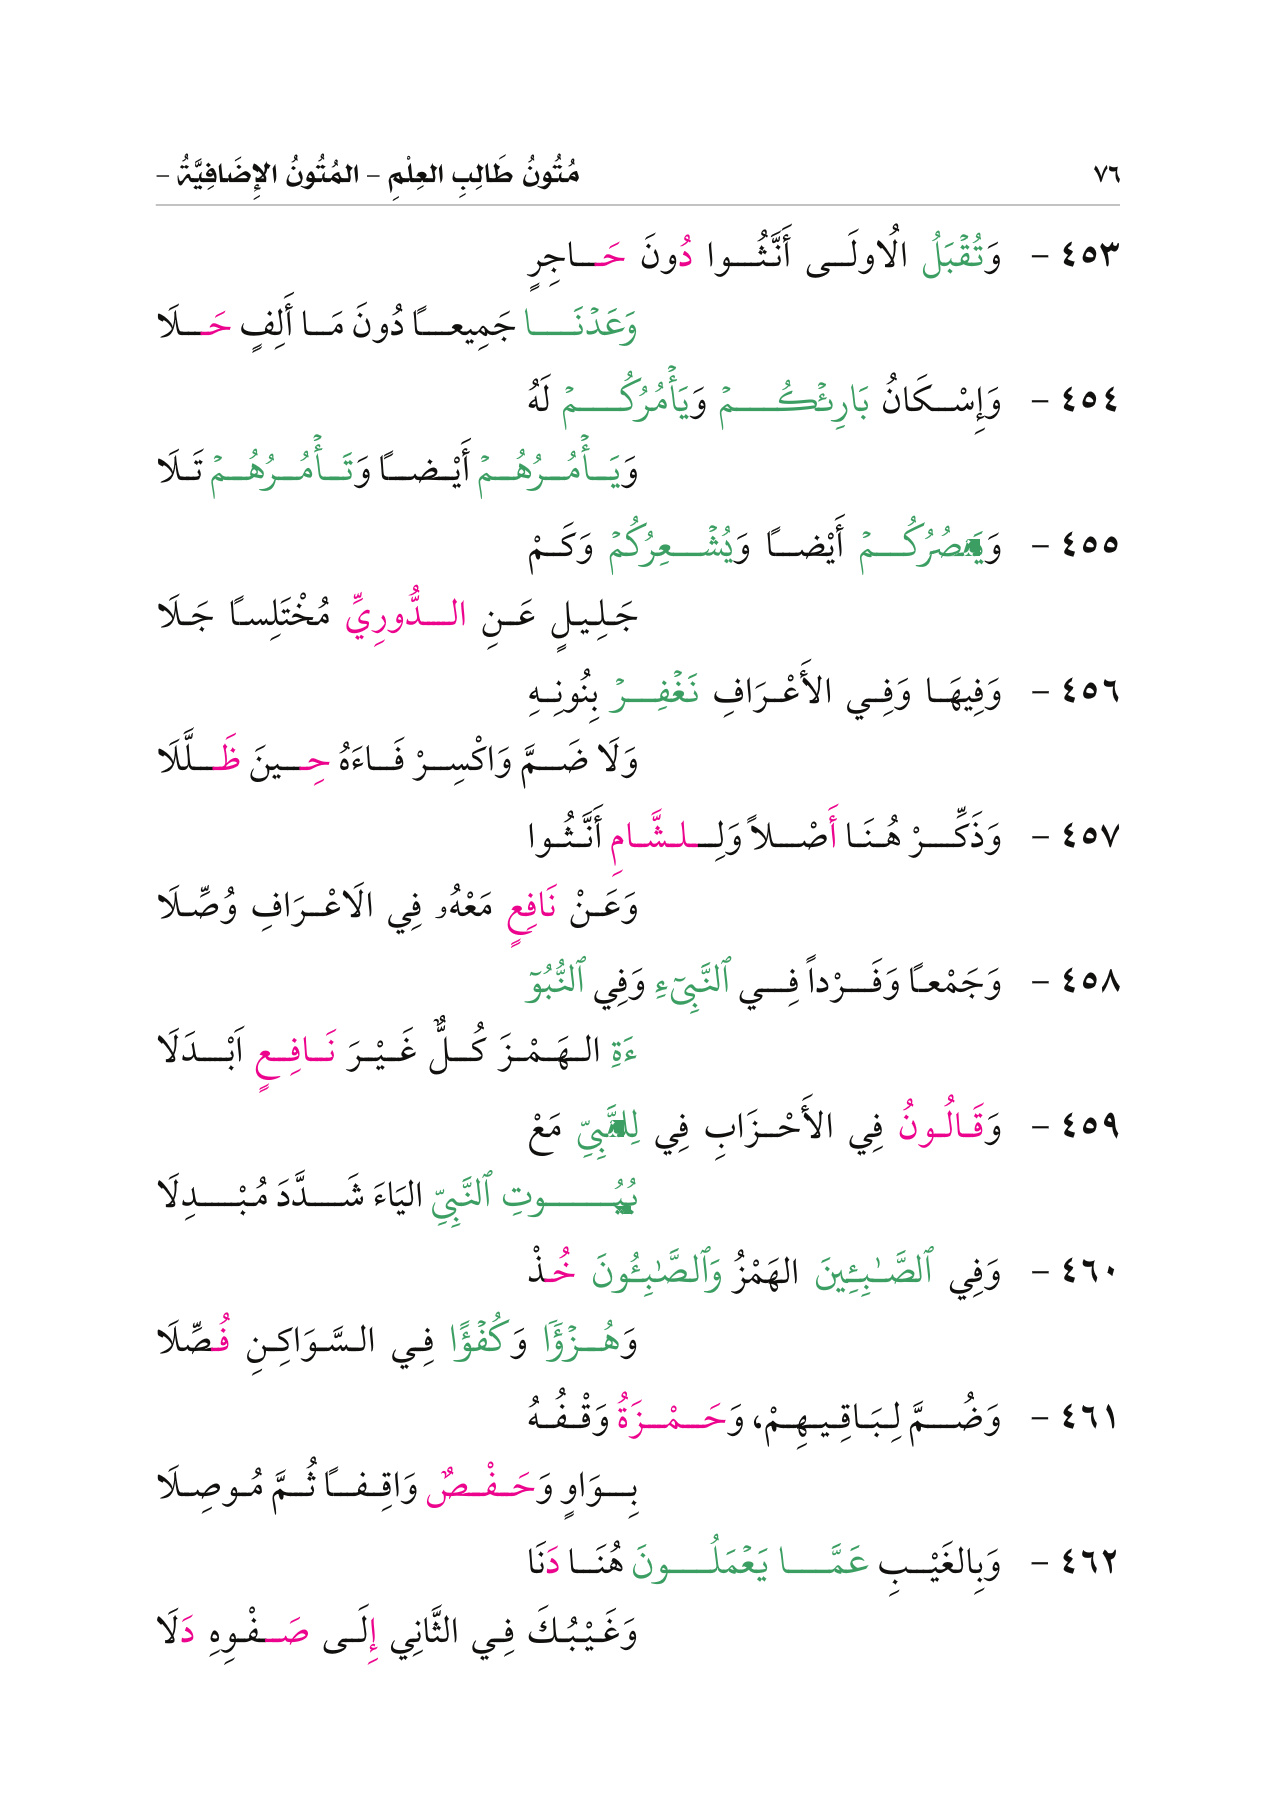 ٧٦ مُتُونُ طَالِبِ العِلْمِ – المُتُونُ الإِضَافِيَّةُ –
٤٥٣ – وَتُقْبَلُ الُاولَى أَنَّثُوا دُونَ حَاجِرٍ
وَعَدْنَا جَمِيعاً دُونَ مَا أَلِفٍ حَلَا
٤٥٤ – وَإِسْكَانُ بَارِئْكُمْ وَيَأْمُرْكُمْ لَهُ
وَيَأْمُرْهُمْ أَيْضاً وَتَأْمُرْهُمْ تَلَا
٤٥٥ – وَيَنصُرْكُمْ أَيْضاً وَيُشْعِرْكُمْ وَكَمْ
جَلِيلٍ عَنِ الدُّورِيِّ مُخْتَلِساً جَلَا
٤٥٦ – وَفِيهَا وَفِي الأَعْرَافِ نَغْفِرْ بِنُونِهِ
وَلَا ضَمَّ وَاكْسِرْ فَاءَهُ حِينَ ظَلَّلَا
٤٥٧ – وَذَكِّرْ هُنَا أَصْلاً وَلِلشَّامِ أَنَّثُوا
وَعَنْ نَافِعٍ مَعْهُۥ فِي الَاعْرَافِ وُصِّلَا
٤٥٨ – وَجَمْعاً وَفَرْداً فِي ٱلنَّبِيٓءِ وَفِي ٱلنُّبُوٓ
ءَةِ الهَمْزَ كُلٌّ غَيْرَ نَافِعٍ اَبْدَلَا
٤٥٩ – وَقَالُونُ فِي الأَحْزَابِ فِي لِلنَّبِيِّ مَعْ
بُيُوتِ ٱلنَّبِيِّ اليَاءَ شَدَّدَ مُبْدِلَا
٤٦٠ – وَفِي ٱلصَّٰبِـِٔينَ الهَمْزُ وَٱلصَّٰبِـُٔونَ خُذْ
وَهُزْؤًا وَكُفْؤًا فِي السَّوَاكِنِ فُصِّلَا
٤٦١ – وَضُمَّ لِبَاقِيهِمْ، وَحَمْزَةُ وَقْفُهُ
بِوَاوٍ وَحَفْصٌ وَاقِفاً ثُمَّ مُوصِلَا
٤٦٢ – وَبِالغَيْبِ عَمَّا يَعْمَلُونَ هُنَا دَنَا
وَغَيْبُكَ فِي الثَّانِي إِلَى صَفْوِهِ دَلَا